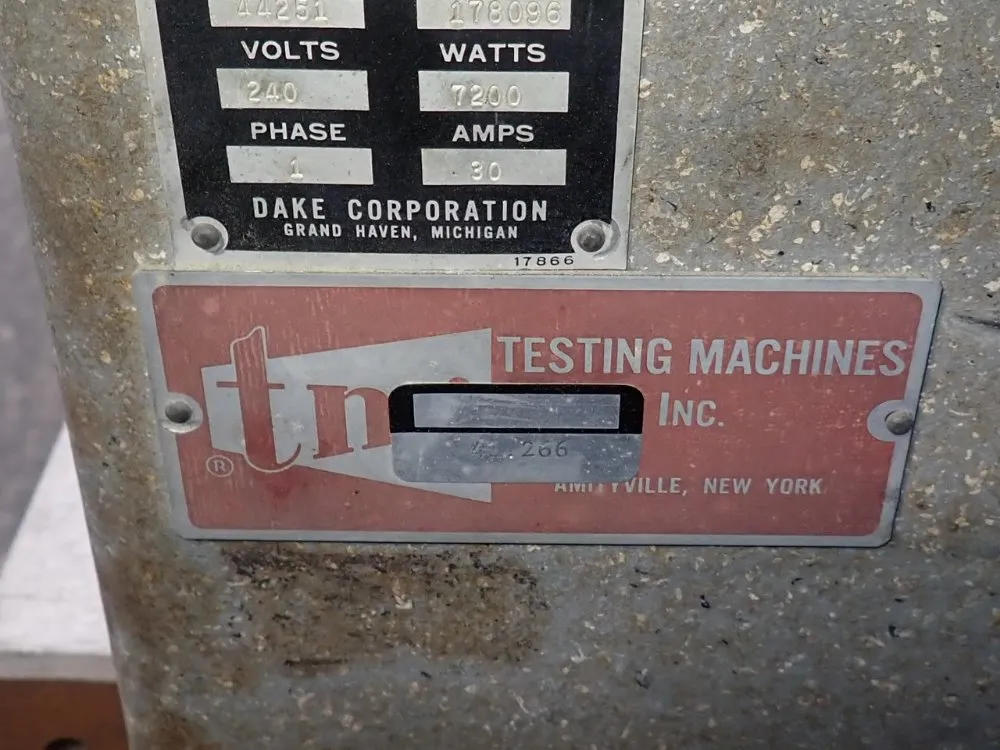 44251 178096
VOLTS WATTS
240 7200
PHASE AMPS
1 30
DAKE CORPORATION
GRAND HAVEN, MICHIGAN
17866
TESTING MACHINES
INC.
266
®
AMITYVILLE, NEW YORK